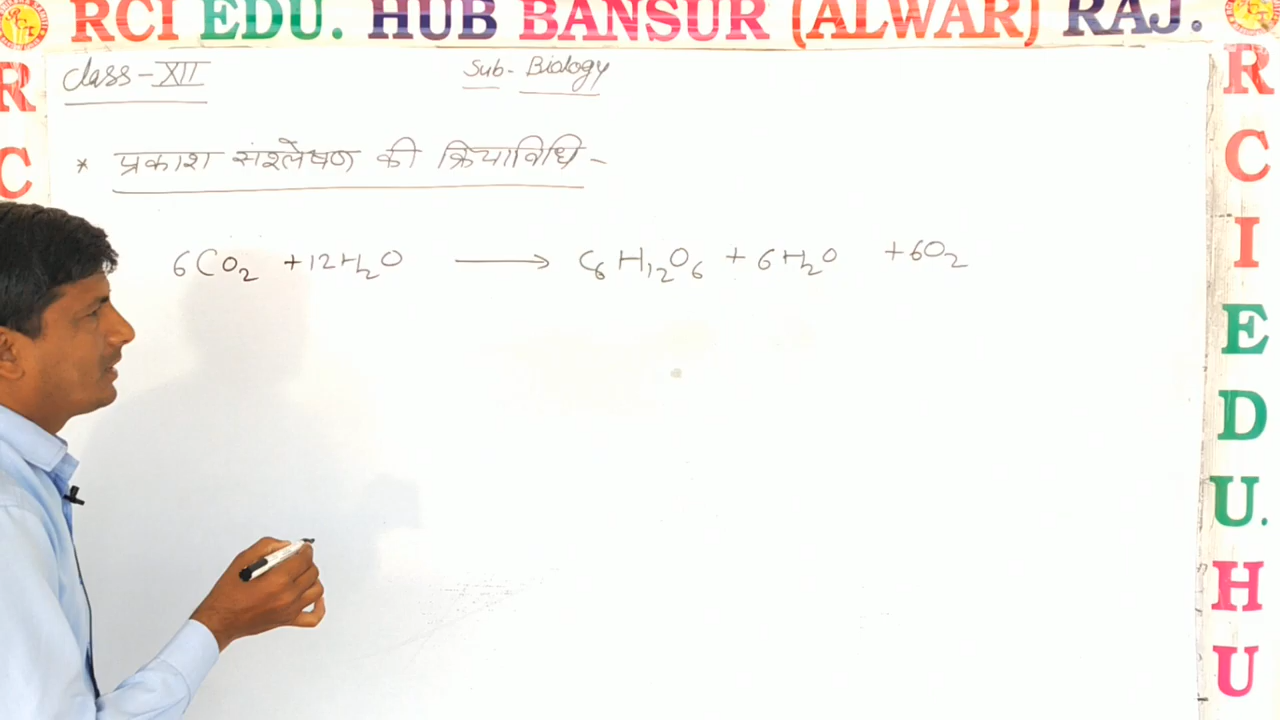 RCI EDU. HUB BANSUR (ALWAR) RAJ.
Class - XII Sub - Biology
* प्रकाश संश्लेषण की क्रियाविधि -
6CO₂ + 12H₂O ⟶ C₆H₁₂O₆ + 6H₂O + 6O₂
R
C
R
C
I
E
D
U.
H
U